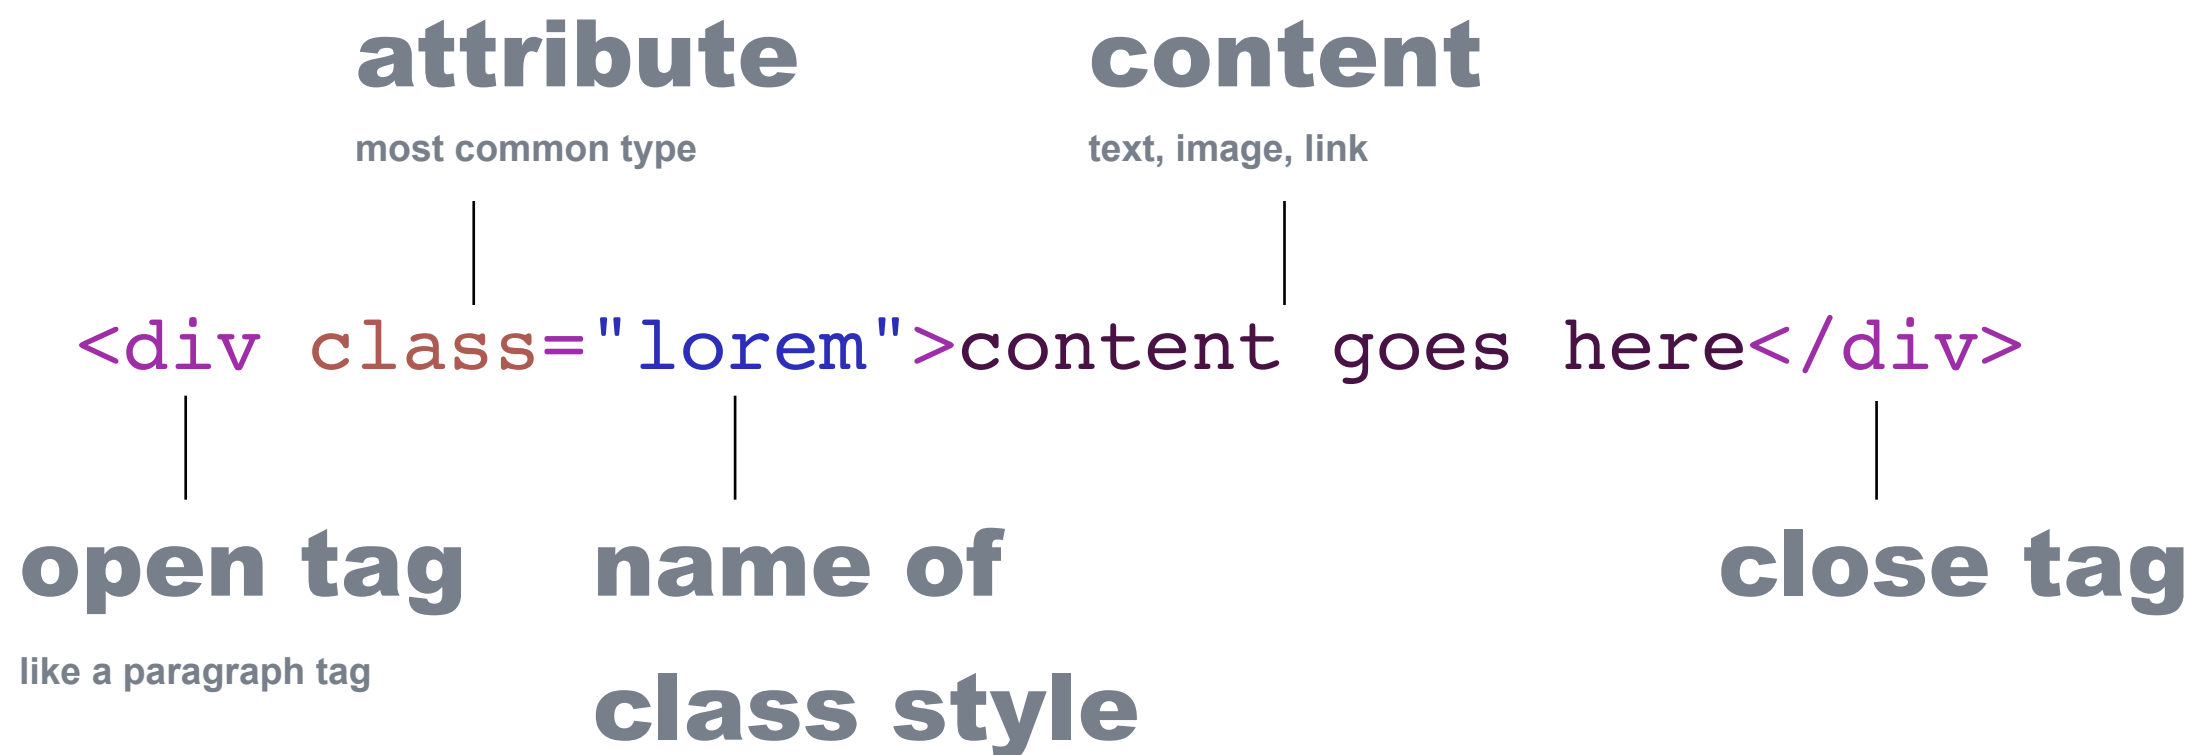 attribute
most common type
content
text, image, link
<div class="lorem">content goes here</div>
open tag
like a paragraph tag
name of
class style
close tag